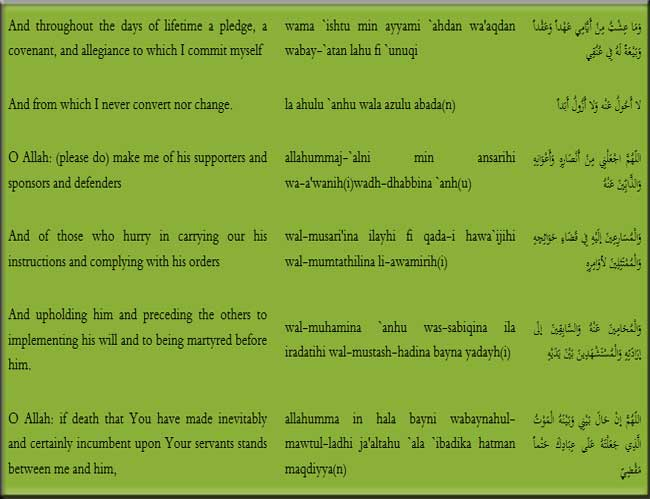 And throughout the days of lifetime a pledge, a
covenant, and allegiance to which I commit myself
wama `ishtu min ayyami `ahdan wa'aqdan
wabay-`atan lahu fi `unuqi
وَمَا عِشْتُ مِنْ أَيَّامِي عَهْداً وَعَقْداً
وَبَيْعَةً لَهُ فِي عُنُقِي
And from which I never convert nor change.
la ahulu `anhu wala azulu abada(n)
لا أَحُولُ عَنْه وَلا أَزُولُ أَبَداً
O Allah: (please do) make me of his supporters and
sponsors and defenders
allahummaj-`alni min ansarihi
wa-a'wanih(i)wadh-dhabbina `anh(u)
اللّهُمَّ اجْعَلْنِي مِنْ أَنْصَارِهِ وَأَعْوَانِهِ
وَالذَّابِّينَ عَنْهُ
And of those who hurry in carrying our his
instructions and complying with his orders
wal-musari'ina ilayhi fi qada-i hawa`ijihi
wal-mumtathilina li-awamirih(i)
وَالْمُسَارِعِينَ إلَيْهِ فِي قَضَاءِ حَوَائِجِهِ
وَالْمُمْتَثِلِينَ لأَوَامِرِهِ
And upholding him and preceding the others to
implementing his will and to being martyred before
him.
wal-muhamina `anhu was-sabiqina ila
iradatihi wal-mustash-hadina bayna yadayh(i)
وَالْمُحَامِينَ عَنْهُ وَالسَّابِقِينَ إلَى
إرَادَتِهِ وَالْمُسْتَشْهَدِينَ بَيْنَ يَدَيْهِ
O Allah: if death that You have made inevitably
and certainly incumbent upon Your servants stands
between me and him,
allahumma in hala bayni wabaynahul-
mawtul-ladhi ja'altahu `ala `ibadika hatman
maqdiyya(n)
اللّهُمَّ إنْ حَالَ بَيْنِي وَبَيْنَهُ الْمَوْتُ
الَّذِي جَعَلْتَهُ عَلَى عِبَادِكَ حَتْماً
مَقْضِيّ